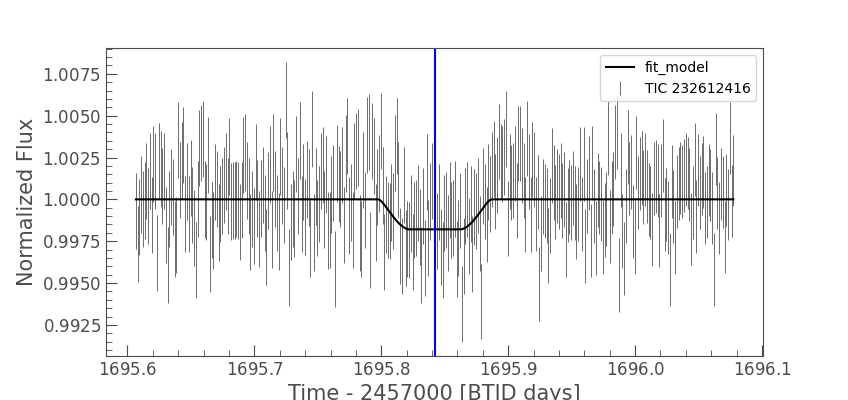 fit_model
TIC 232612416
1.0075
1.0050
1.0025
1.0000
0.9975
0.9950
0.9925
Normalized Flux
1695.6 1695.7 1695.8 1695.9 1696.0 1696.1
Time - 2457000 [BTJD days]